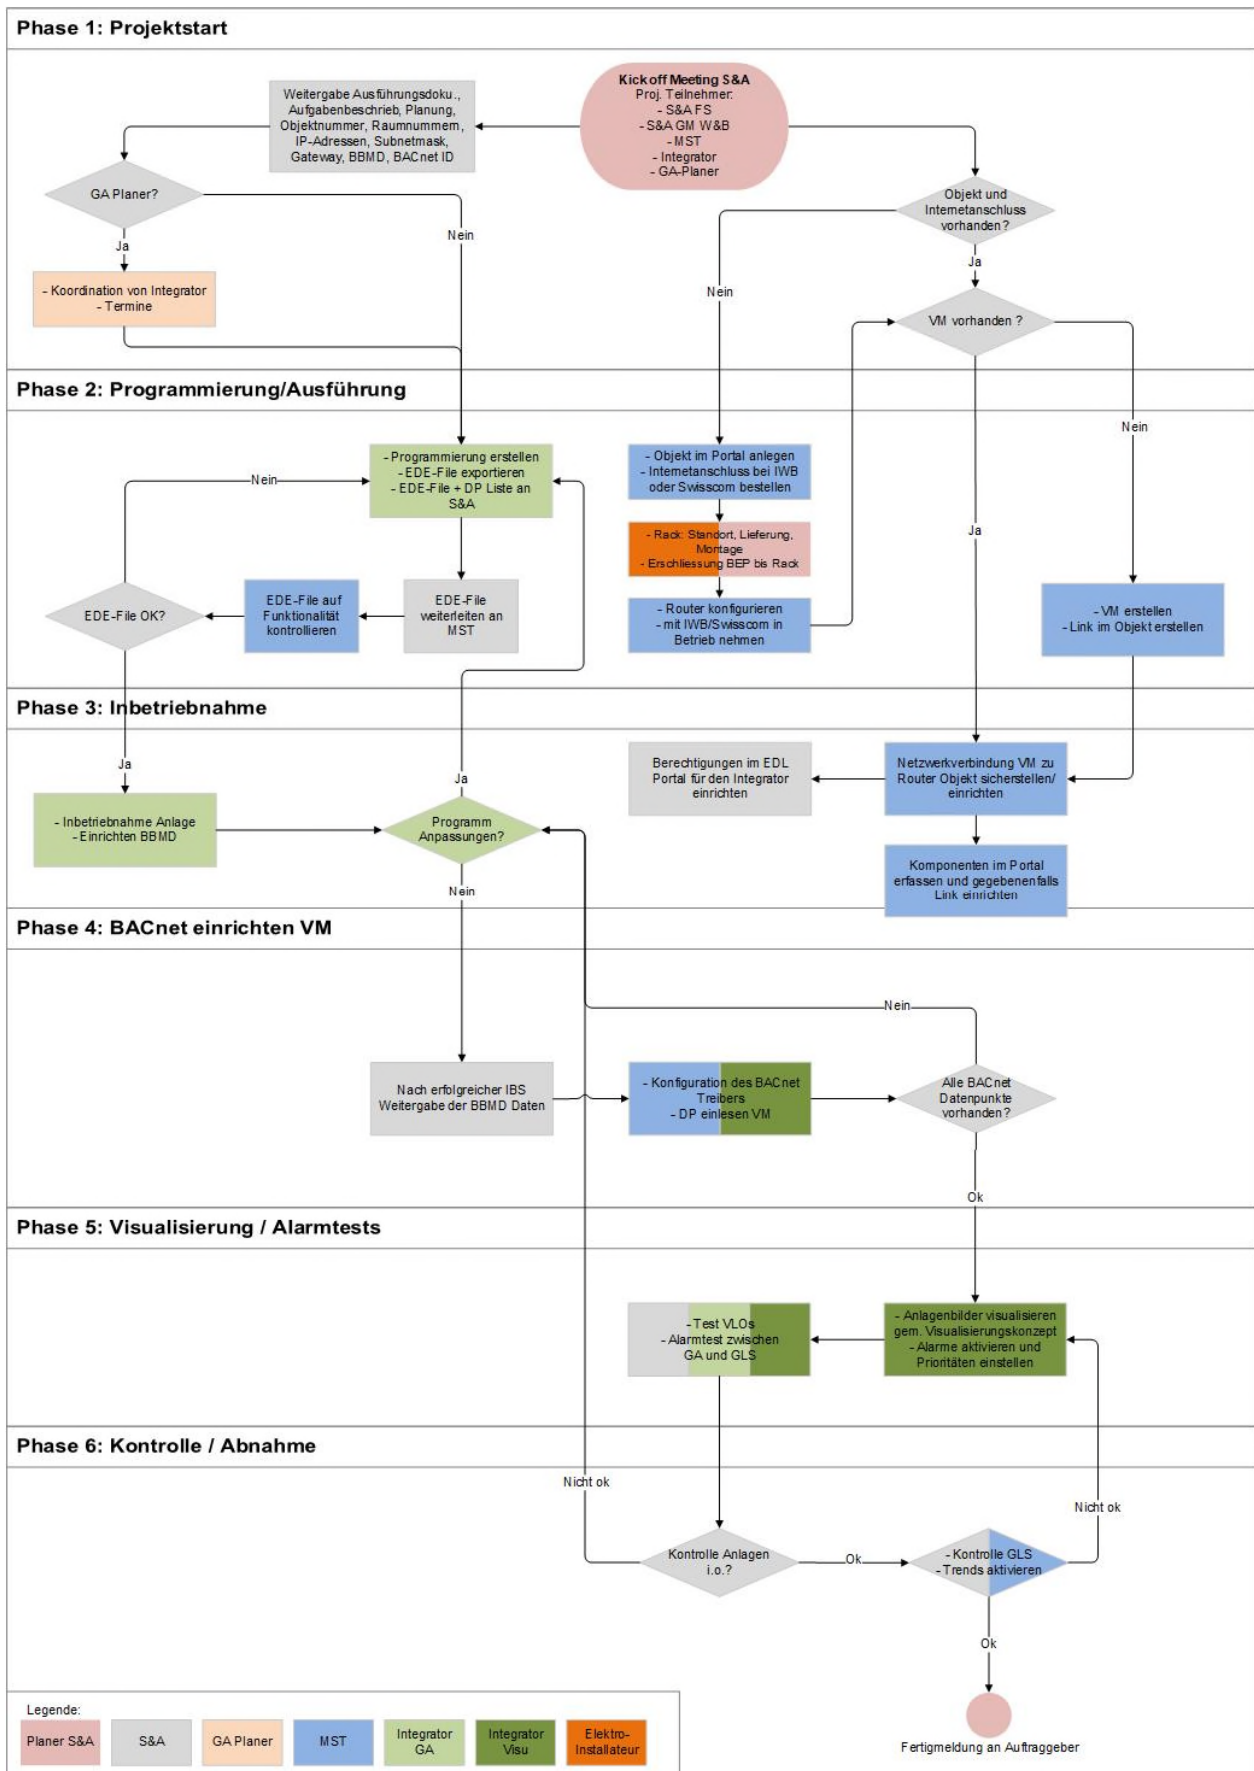 Phase 1: Projektstart
Weitergabe Ausführungsdoku.,
Aufgabenbeschrieb, Planung,
Objektnummer, Raumnummern,
IP-Adressen, Subnetmask,
Gateway, BBMD, BACnet ID
Kick off Meeting S&A
Proj. Teilnehmer:
- S&A FS
- S&A GM W&B
- MST
- Integrator
- GA-Planer
GA Planer?
Objekt und
Internetanschluss
vorhanden?
Nein
Ja
Ja
Nein
- Koordination von Integrator
- Termine
VM vorhanden ?
Phase 2: Programmierung/Ausführung
Nein
- Programmierung erstellen
- EDE-File exportieren
- EDE-File + DP Liste an
S&A
- Objekt im Portal anlegen
- Internetanschluss bei IWB
oder Swisscom bestellen
Nein
Ja
- Rack: Standort, Lieferung,
Montage
- Erschliessung BEP bis Rack
EDE-File OK?
EDE-File auf
Funktionalität
kontrollieren
EDE-File
weiterleiten an
MST
- Router konfigurieren
- mit IWB/Swisscom in
Betrieb nehmen
- VM erstellen
- Link im Objekt erstellen
Phase 3: Inbetriebnahme
Ja
Ja
Berechtigungen im EDL
Portal für den Integrator
einrichten
Netzwerkverbindung VM zu
Router Objekt sicherstellen/
einrichten
- Inbetriebnahme Anlage
- Einrichten BBMD
Programm
Anpassungen?
Nein
Komponenten im Portal
erfassen und gegebenenfalls
Link einrichten
Phase 4: BACnet einrichten VM
Nein
Nach erfolgreicher IBS
Weitergabe der BBMD Daten
- Konfiguration des BACnet
Treibers
- DP einlesen VM
Alle BACnet
Datenpunkte
vorhanden?
Ok
Phase 5: Visualisierung / Alarmtests
- Test VLOs
- Alarmtest zwischen
GA und GLS
- Anlagenbilder visualisieren
gem. Visualisierungskonzept
- Alarme aktivieren und
Prioritäten einstellen
Phase 6: Kontrolle / Abnahme
Nicht ok
Nicht ok
Kontrolle Anlagen
i.o.?
Ok
- Kontrolle GLS
- Trends aktivieren
Ok
Legende:
Planer S&A
S&A
GA Planer
MST
Integrator
GA
Integrator
Visu
Elektro-
Installateur
Fertigmeldung an Auftraggeber